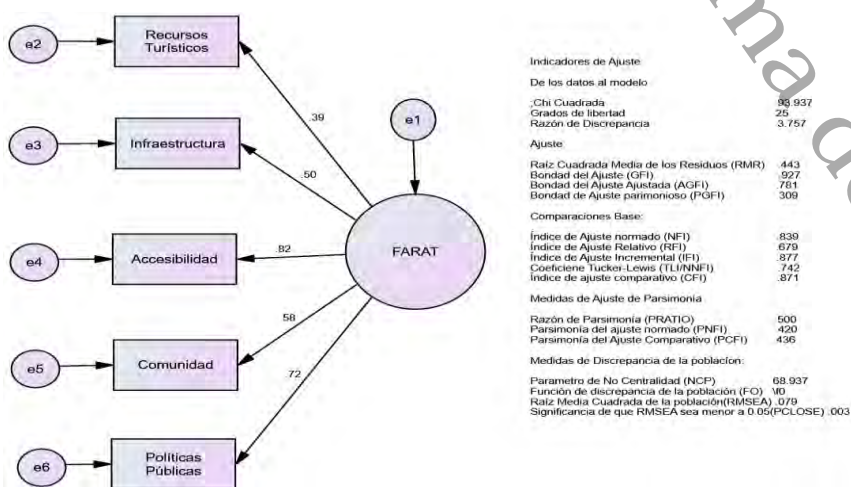 e2
Recursos
Turísticos
.39
e1
e3
Infraestructura
.50
e4
Accesibilidad
.82
FARAT
e5
Comunidad
58
72
e6
Políticas
Públicas
Indicadores de Ajuste
De los datos al modelo
:Chi Cuadrada 93.937
Grados de libertad 25
Razón de Discrepancia 3.757
Ajuste
Raíz Cuadrada Media de los Residuos (RMR) .443
Bondad del Ajuste (GFI) .927
Bondad del Ajuste Ajustada (AGFI) .781
Bondad de Ajuste parimonioso (PGFI) 309
Comparaciones Base:
Índice de Ajuste normado (NFI) .839
Índice de Ajuste Relativo (RFI) 679
Índice de Ajuste Incremental (IFI) .877
Coeficiene Tucker-Lewis (TLI/NNFI) .742
Índice de ajuste comparativo (CFI) .871
Medidas de Ajuste de Parsimonia
Razón de Parsimonía (PRATIO) 500
Parsimonía del ajuste normado (PNFI) 420
Parsimonía del Ajuste Comparativo (PCFI) 436
Medidas de Discrepancia de la poblacíon:
Parametro de No Centralidad (NCP) 68.937
Función de discrepancia de la población (FO)
Raíz Media Cuadrada de la población(RMSEA) .079
Significancia de que RMSEA sea menor a 0.05(PCLOSE) .003